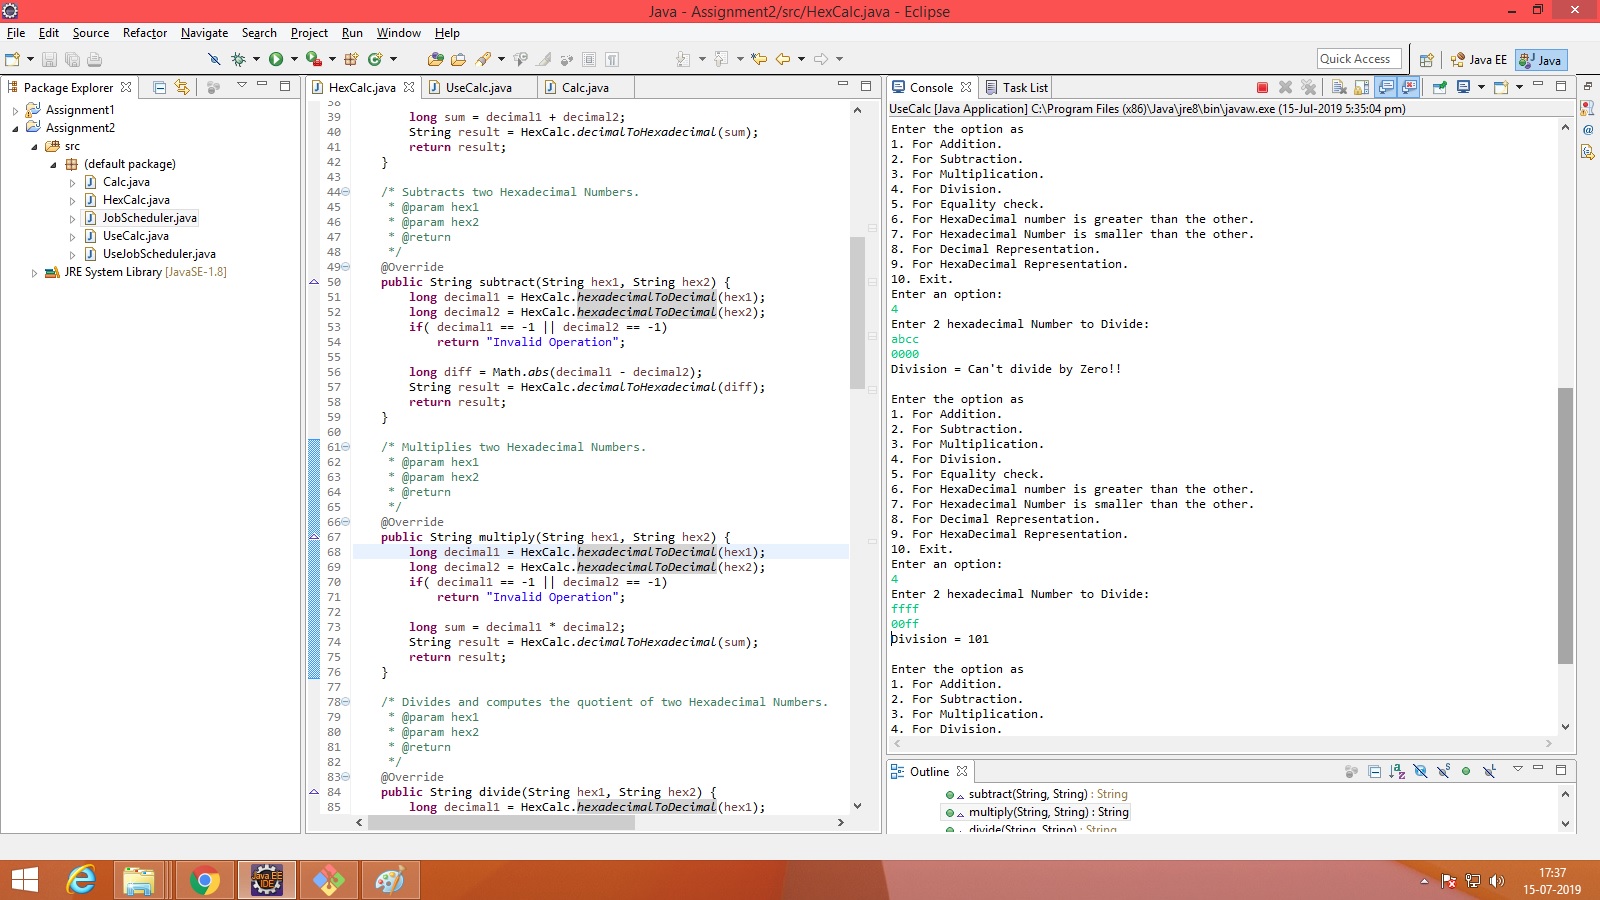 Java - Assignment2/src/HexCalc.java - Eclipse
File Edit Source Refactor Navigate Search Project Run Window Help
Quick Access
Java EE
Java
Package Explorer
Assignment1
Assignment2
src
(default package)
Calc.java
HexCalc.java
JobScheduler.java
UseCalc.java
UseJobScheduler.java
JRE System Library [JavaSE-1.8]
HexCalc.java UseCalc.java Calc.java
38
39 long sum = decimal1 + decimal2;
40 String result = HexCalc.decimalToHexadecimal(sum);
41 return result;
42 }
43
44 /* Subtracts two Hexadecimal Numbers.
45 * @param hex1
46 * @param hex2
47 * @return
48 */
49 @Override
50 public String subtract(String hex1, String hex2) {
51 long decimal1 = HexCalc.hexadecimalToDecimal(hex1);
52 long decimal2 = HexCalc.hexadecimalToDecimal(hex2);
53 if( decimal1 == -1 || decimal2 == -1)
54 return "Invalid Operation";
55
56 long diff = Math.abs(decimal1 - decimal2);
57 String result = HexCalc.decimalToHexadecimal(diff);
58 return result;
59 }
60
61 /* Multiplies two Hexadecimal Numbers.
62 * @param hex1
63 * @param hex2
64 * @return
65 */
66 @Override
67 public String multiply(String hex1, String hex2) {
68 long decimal1 = HexCalc.hexadecimalToDecimal(hex1);
69 long decimal2 = HexCalc.hexadecimalToDecimal(hex2);
70 if( decimal1 == -1 || decimal2 == -1)
71 return "Invalid Operation";
72
73 long sum = decimal1 * decimal2;
74 String result = HexCalc.decimalToHexadecimal(sum);
75 return result;
76 }
77
78 /* Divides and computes the quotient of two Hexadecimal Numbers.
79 * @param hex1
80 * @param hex2
81 * @return
82 */
83 @Override
84 public String divide(String hex1, String hex2) {
85 long decimal1 = HexCalc.hexadecimalToDecimal(hex1);
Console Task List
UseCalc [Java Application] C:\Program Files (x86)\Java\jre8\bin\javaw.exe (15-Jul-2019 5:35:04 pm)
Enter the option as
1. For Addition.
2. For Subtraction.
3. For Multiplication.
4. For Division.
5. For Equality check.
6. For HexaDecimal number is greater than the other.
7. For Hexadecimal Number is smaller than the other.
8. For Decimal Representation.
9. For HexaDecimal Representation.
10. Exit.
Enter an option:
4
Enter 2 hexadecimal Number to Divide:
abcc
0000
Division = Can't divide by Zero!!
Enter the option as
1. For Addition.
2. For Subtraction.
3. For Multiplication.
4. For Division.
5. For Equality check.
6. For HexaDecimal number is greater than the other.
7. For Hexadecimal Number is smaller than the other.
8. For Decimal Representation.
9. For HexaDecimal Representation.
10. Exit.
Enter an option:
4
Enter 2 hexadecimal Number to Divide:
ffff
00ff
Division = 101
Enter the option as
1. For Addition.
2. For Subtraction.
3. For Multiplication.
4. For Division.
Outline
subtract(String, String) : String
multiply(String, String) : String
divide(String, String) : String
Java EE
IDE
17:37
15-07-2019